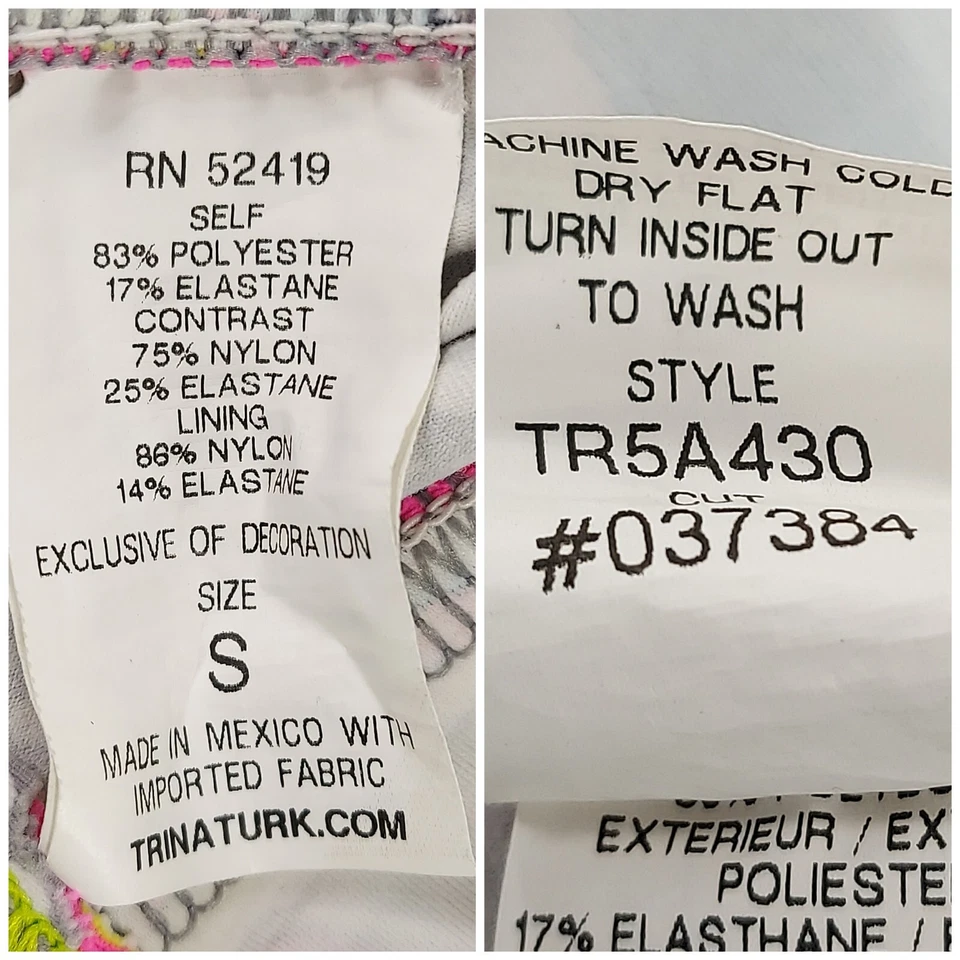 RN 52419
SELF
83% POLYESTER
17% ELASTANE
CONTRAST
75% NYLON
25% ELASTANE
LINING
86% NYLON
14% ELASTANE
EXCLUSIVE OF DECORATION
SIZE
S
MADE IN MEXICO WITH
IMPORTED FABRIC
TRINATURK.COM
ACHINE WASH COLD
DRY FLAT
TURN INSIDE OUT
TO WASH
STYLE
TR5A430
CUT
#037384
EXTERIEUR / EX
POLIESTE
17% ELASTHANE /